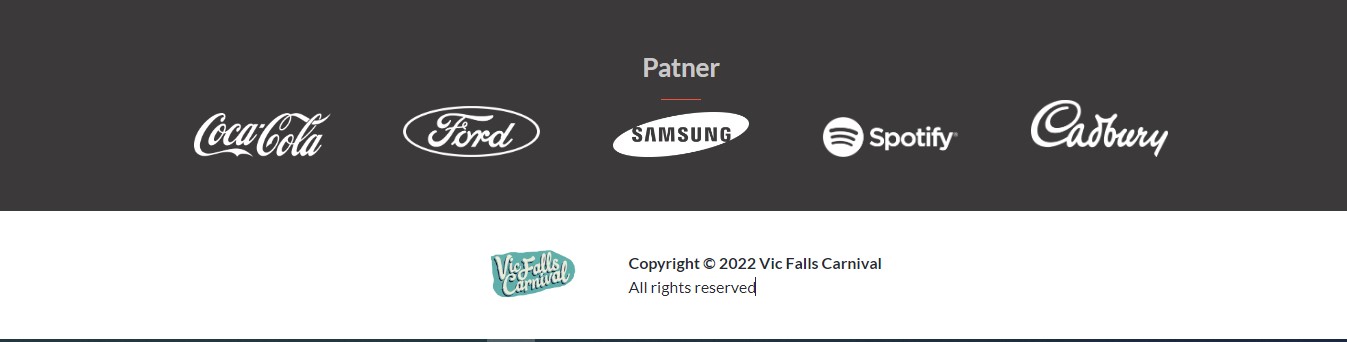 Patner
Coca-Cola
Ford
SAMSUNG
Spotify®
Cadbury
Vic Falls
Carnival
Copyright © 2022 Vic Falls Carnival
All rights reserved